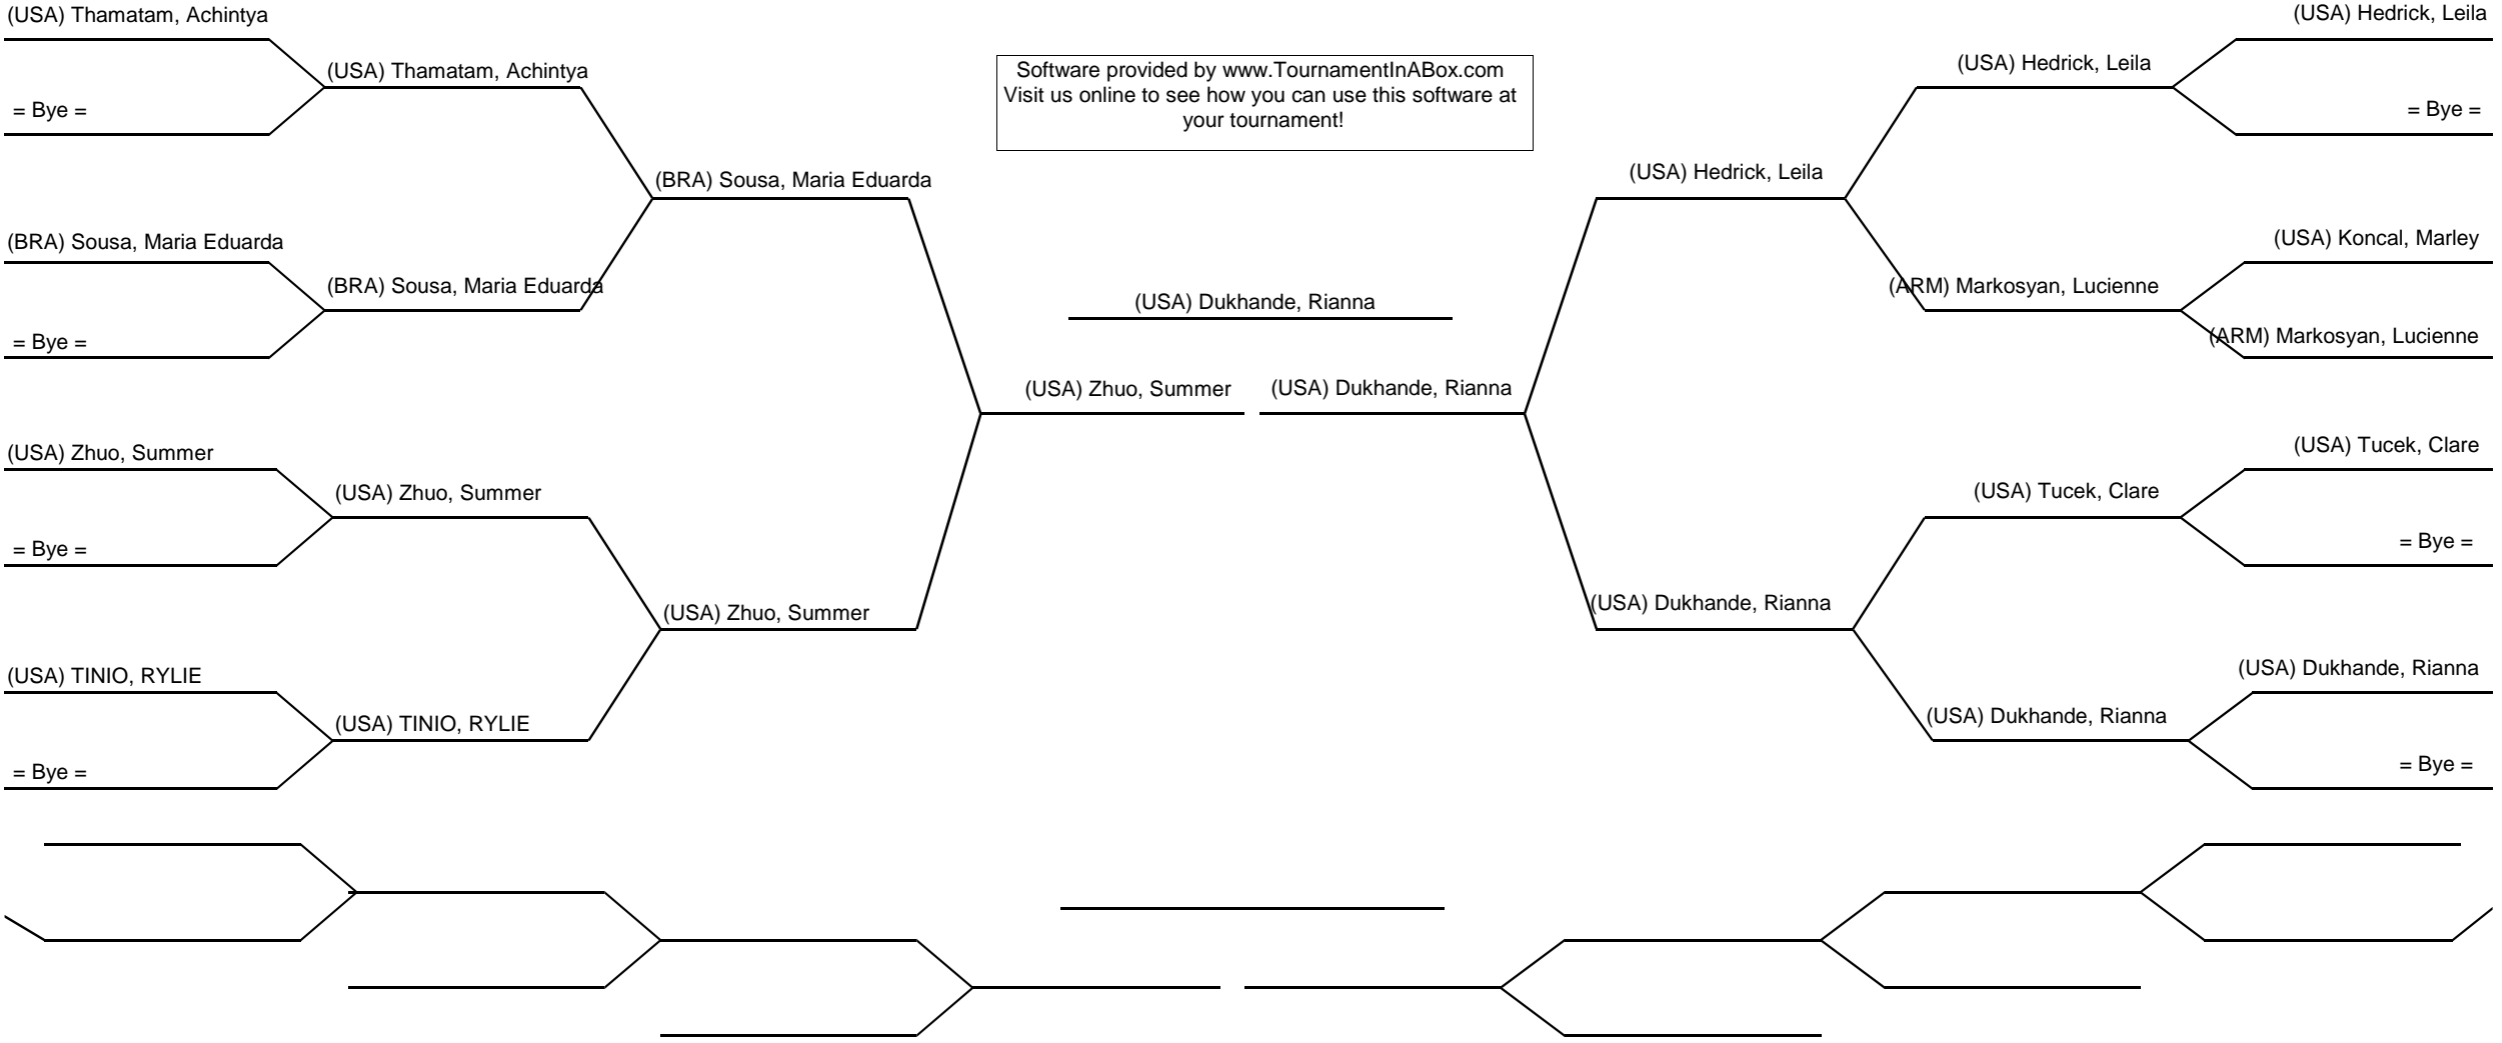 (USA) Thamatam, Achintya
= Bye =
(BRA) Sousa, Maria Eduarda
= Bye =
(USA) Zhuo, Summer
= Bye =
(USA) TINIO, RYLIE
= Bye =
(USA) Thamatam, Achintya
(BRA) Sousa, Maria Eduarda
(USA) Zhuo, Summer
(USA) TINIO, RYLIE
(BRA) Sousa, Maria Eduarda
(USA) Zhuo, Summer
Software provided by www.TournamentInABox.com
Visit us online to see how you can use this software at
your tournament!
(USA) Dukhande, Rianna
(USA) Zhuo, Summer
(USA) Dukhande, Rianna
(USA) Hedrick, Leila
(USA) Dukhande, Rianna
(USA) Hedrick, Leila
(ARM) Markosyan, Lucienne
(USA) Tucek, Clare
(USA) Dukhande, Rianna
(USA) Hedrick, Leila
= Bye =
(USA) Koncal, Marley
(ARM) Markosyan, Lucienne
(USA) Tucek, Clare
= Bye =
(USA) Dukhande, Rianna
= Bye =